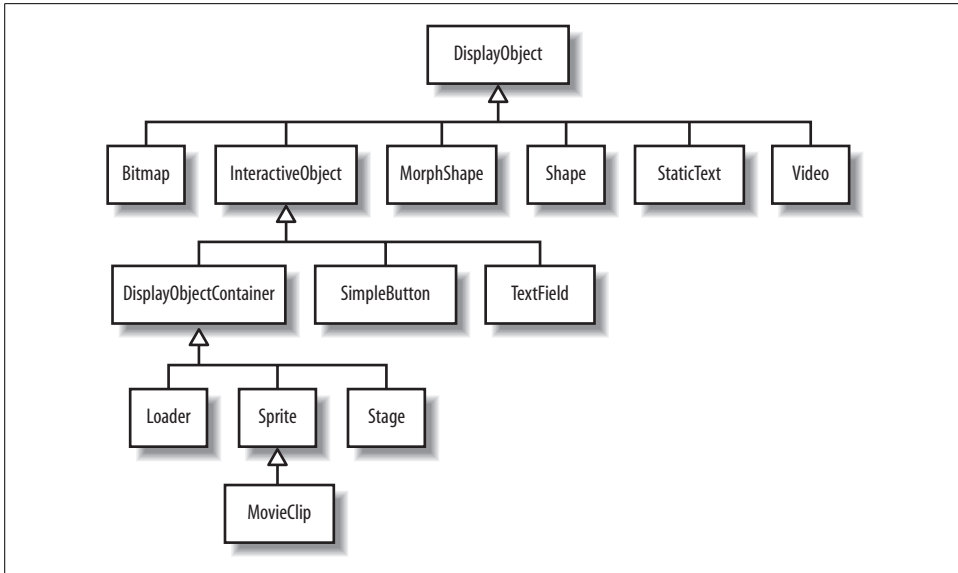 DisplayObject
Bitmap InteractiveObject MorphShape Shape StaticText Video
DisplayObjectContainer SimpleButton TextField
Loader Sprite Stage
MovieClip